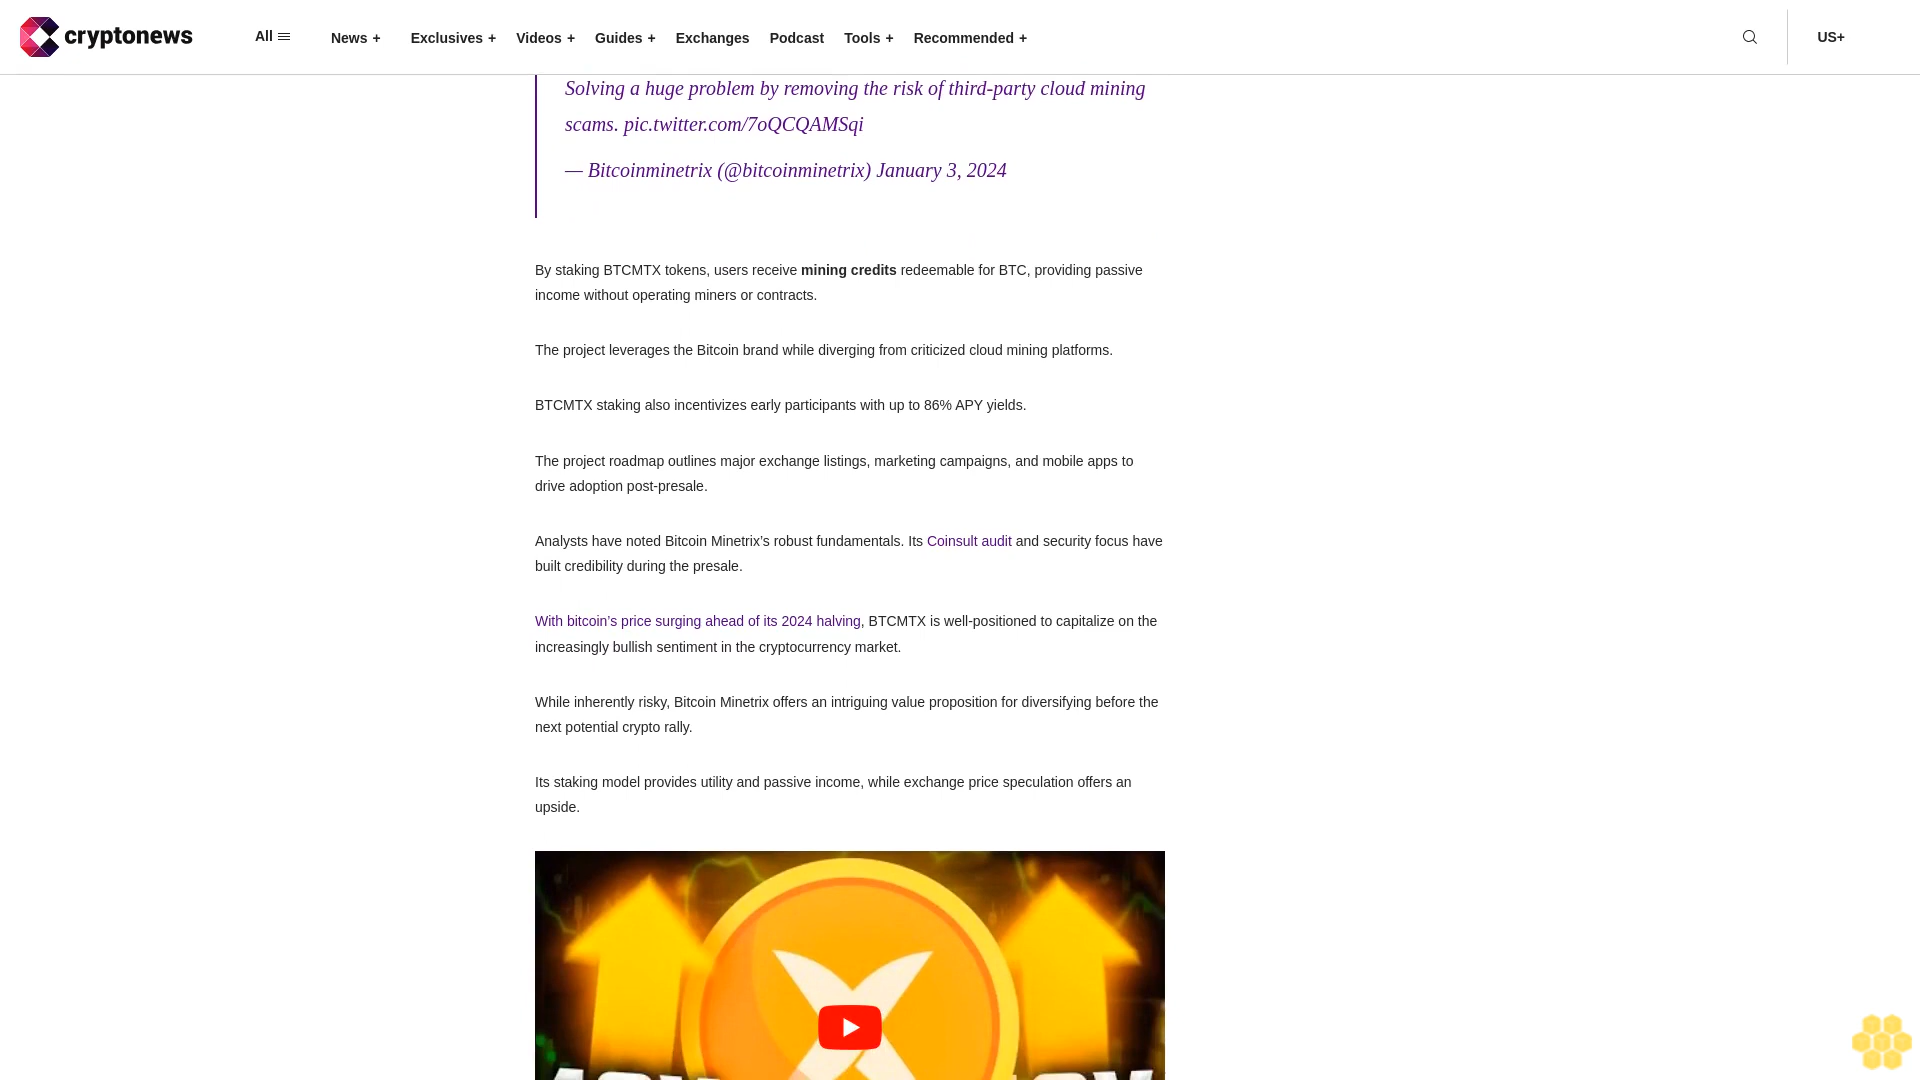 cryptonews
All
News +
Exclusives +
Videos +
Guides +
Exchanges
Podcast
Tools +
Recommended +
US+
Solving a huge problem by removing the risk of third-party cloud mining
scams. pic.twitter.com/7oQCQAMSqi
— Bitcoinminetrix (@bitcoinminetrix) January 3, 2024
By staking BTCMTX tokens, users receive mining credits redeemable for BTC, providing passive
income without operating miners or contracts.
The project leverages the Bitcoin brand while diverging from criticized cloud mining platforms.
BTCMTX staking also incentivizes early participants with up to 86% APY yields.
The project roadmap outlines major exchange listings, marketing campaigns, and mobile apps to
drive adoption post-presale.
Analysts have noted Bitcoin Minetrix’s robust fundamentals. Its Coinsult audit and security focus have
built credibility during the presale.
With bitcoin’s price surging ahead of its 2024 halving, BTCMTX is well-positioned to capitalize on the
increasingly bullish sentiment in the cryptocurrency market.
While inherently risky, Bitcoin Minetrix offers an intriguing value proposition for diversifying before the
next potential crypto rally.
Its staking model provides utility and passive income, while exchange price speculation offers an
upside.